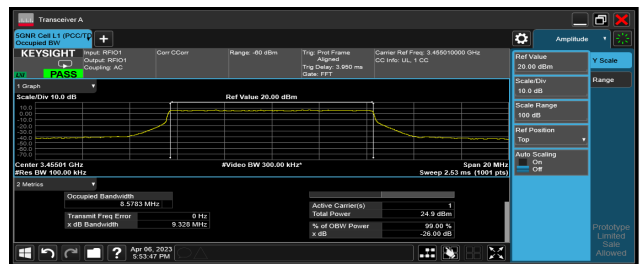 Transceiver A
5GNR Cell L1 (PCC/TD
Occupied BW
Amplitude
KEYSIGHT
PASS
Input: RFIO1
Output: RFIO1
Coupling: AC
Corr CCorr
Range: -60 dBm
Trig: Prot Frame
Aligned
Trig Delay: 3.950 ms
Gate: FFT
Carrier Ref Freq: 3.455010000 GHz
CC Info: UL, 1 CC
Ref Value
20.00 dBm
Y Scale
Scale/Div
10.0 dB
Range
Scale Range
100 dB
Ref Position
Top
Auto Scaling
On
Off
1 Graph
Scale/Div 10.0 dB
Ref Value 20.00 dBm
10.0
0.00
-10.0
-20.0
-30.0
-40.0
-50.0
-60.0
-70.0
Center 3.45501 GHz
#Res BW 100.00 kHz
#Video BW 300.00 kHz*
Span 20 MHz
Sweep 2.53 ms (1001 pts)
2 Metrics
Occupied Bandwidth
8.5783 MHz
Transmit Freq Error 0 Hz
x dB Bandwidth 9.328 MHz
Active Carrier(s) 1
Total Power 24.9 dBm
% of OBW Power 99.00 %
x dB -26.00 dB
Prototype
Limited
Sale
Allowed
?
Apr 06, 2023
5:53:47 PM